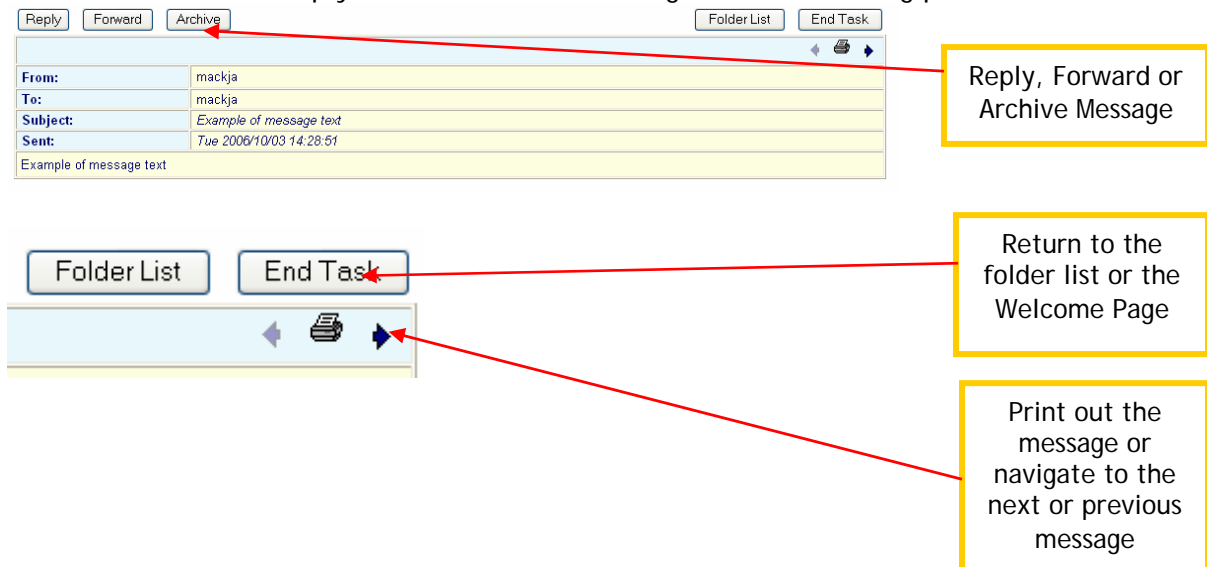 Reply Forward Archive Folder List End Task
Reply, Forward or
Archive Message
From: mackja
To: mackja
Subject: Example of message text
Sent: Tue 2006/10/03 14:28:51
Example of message text
Return to the
folder list or the
Welcome Page
Folder List End Task
Print out the
message or
navigate to the
next or previous
message